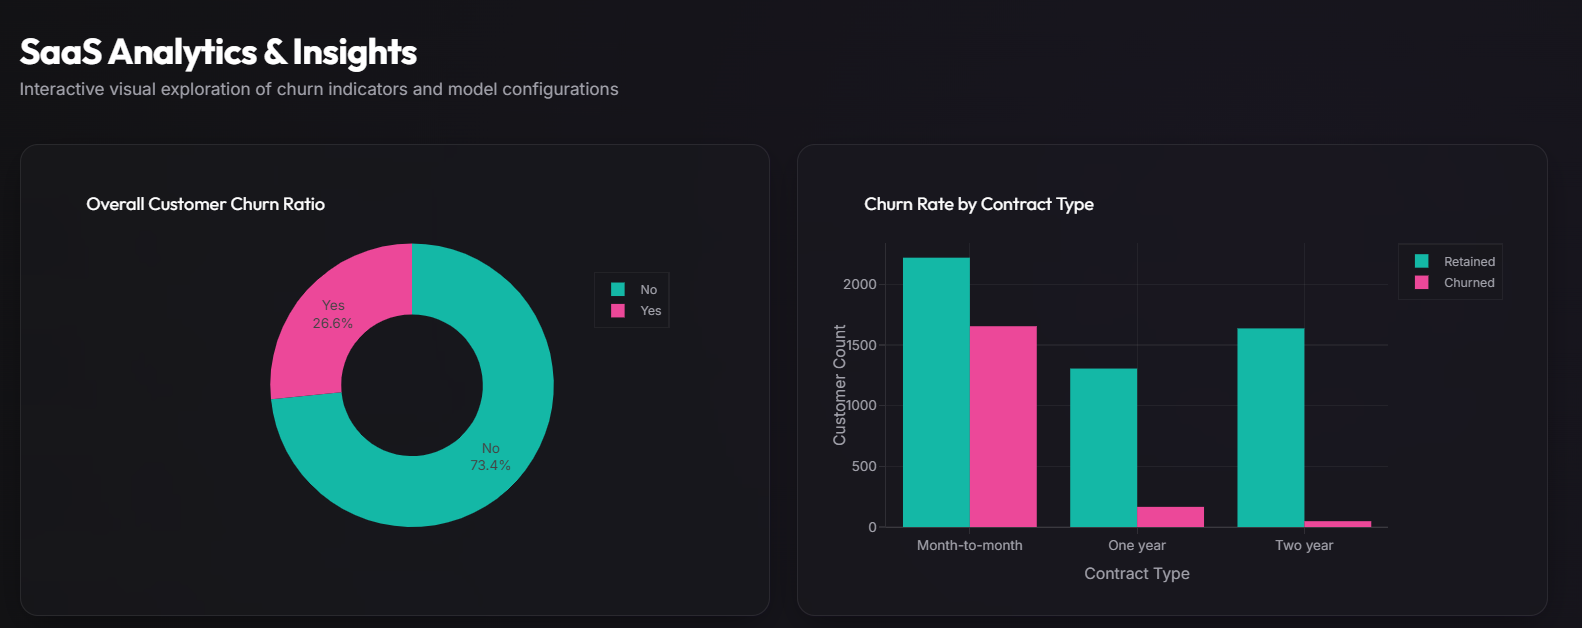 SaaS Analytics & Insights
Interactive visual exploration of churn indicators and model configurations
Overall Customer Churn Ratio
Yes
26.6%
No
73.4%
No
Yes
Churn Rate by Contract Type
Customer Count
2000
1500
1000
500
0
Month-to-month
One year
Two year
Contract Type
Retained
Churned